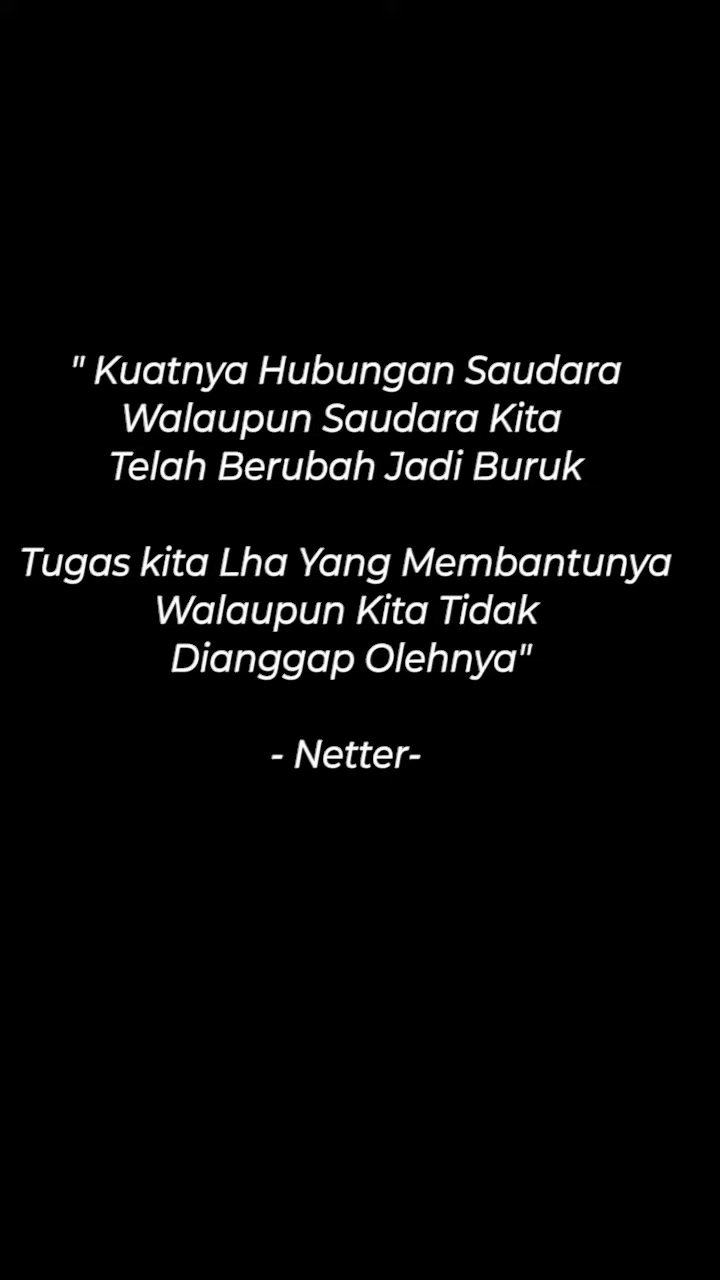 " Kuatnya Hubungan Saudara
Walaupun Saudara Kita
Telah Berubah Jadi Buruk
Tugas kita Lha Yang Membantunya
Walaupun Kita Tidak
Dianggap Olehnya"
- Netter-